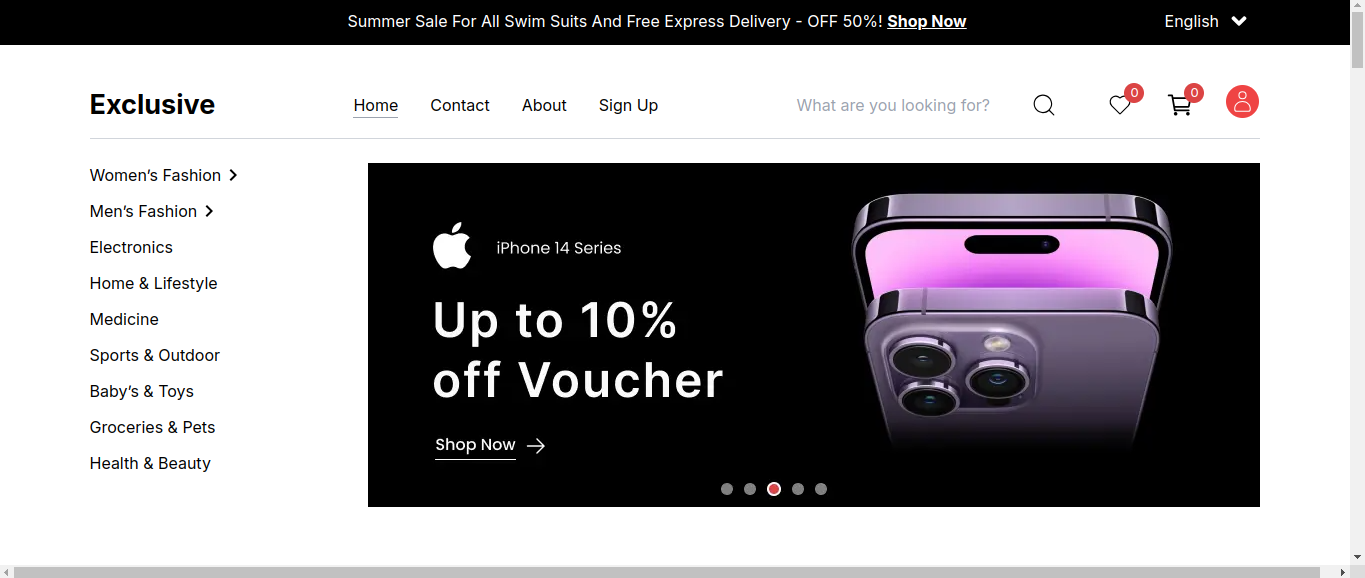 Summer Sale For All Swim Suits And Free Express Delivery - OFF 50%! Shop Now
English
Exclusive
Home
Contact
About
Sign Up
What are you looking for?
0
0
Women’s Fashion
Men’s Fashion
Electronics
Home & Lifestyle
Medicine
Sports & Outdoor
Baby’s & Toys
Groceries & Pets
Health & Beauty
iPhone 14 Series
Up to 10%
off Voucher
Shop Now